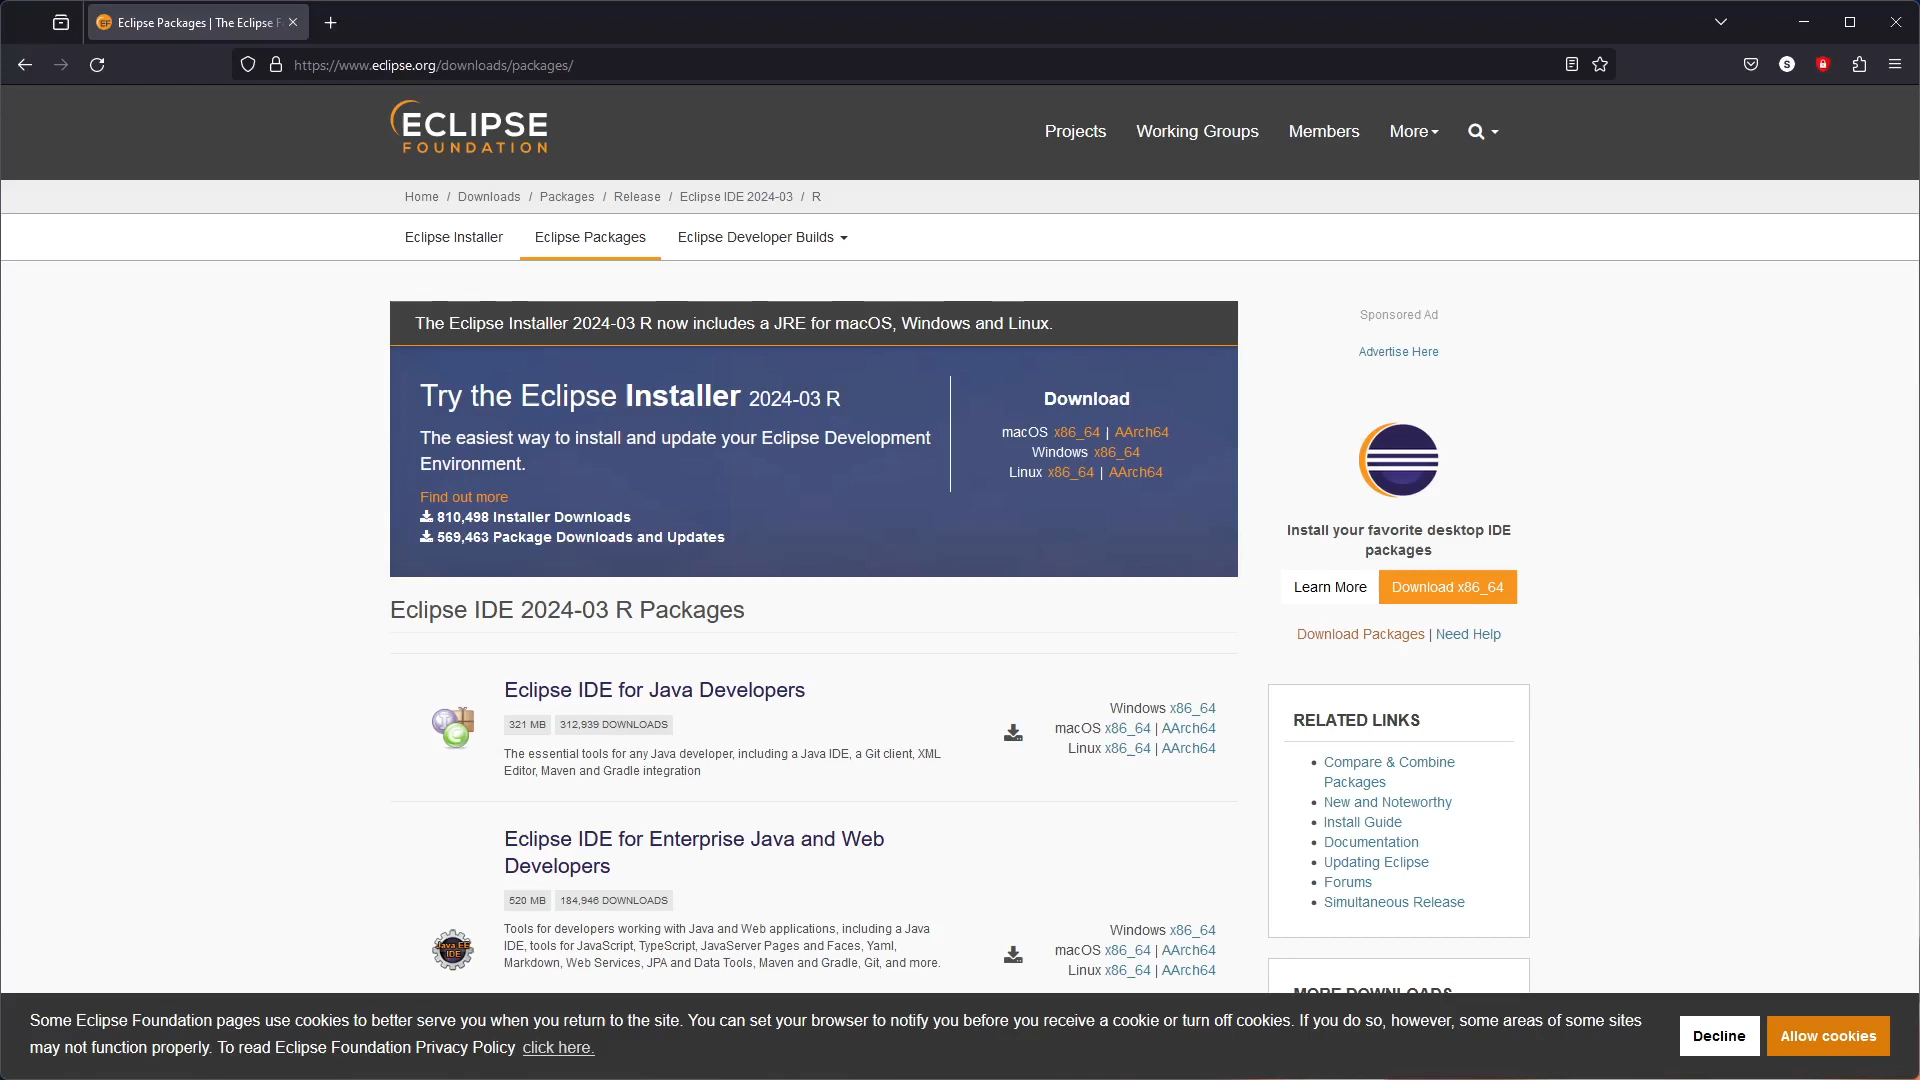 Eclipse Packages | The Eclipse F
https://www.eclipse.org/downloads/packages/
S
ECLIPSE
FOUNDATION
Projects
Working Groups
Members
More
Home / Downloads / Packages / Release / Eclipse IDE 2024-03 / R
Eclipse Installer
Eclipse Packages
Eclipse Developer Builds
The Eclipse Installer 2024-03 R now includes a JRE for macOS, Windows and Linux.
Try the Eclipse Installer 2024-03 R
The easiest way to install and update your Eclipse Development
Environment.
Find out more
810,498 Installer Downloads
569,463 Package Downloads and Updates
Download
macOS x86_64 | AArch64
Windows x86_64
Linux x86_64 | AArch64
Sponsored Ad
Advertise Here
Install your favorite desktop IDE
packages
Learn More
Download x86_64
Download Packages | Need Help
Eclipse IDE 2024-03 R Packages
Eclipse IDE for Java Developers
321 MB
312,939 DOWNLOADS
The essential tools for any Java developer, including a Java IDE, a Git client, XML
Editor, Maven and Gradle integration
Windows x86_64
macOS x86_64 | AArch64
Linux x86_64 | AArch64
Eclipse IDE for Enterprise Java and Web
Developers
520 MB
184,946 DOWNLOADS
Java EE
IDE
Tools for developers working with Java and Web applications, including a Java
IDE, tools for JavaScript, TypeScript, JavaServer Pages and Faces, Yaml,
Markdown, Web Services, JPA and Data Tools, Maven and Gradle, Git, and more.
Windows x86_64
macOS x86_64 | AArch64
Linux x86_64 | AArch64
RELATED LINKS
Compare & Combine
Packages
New and Noteworthy
Install Guide
Documentation
Updating Eclipse
Forums
Simultaneous Release
MORE DOWNLOADS
Some Eclipse Foundation pages use cookies to better serve you when you return to the site. You can set your browser to notify you before you receive a cookie or turn off cookies. If you do so, however, some areas of some sites
may not function properly. To read Eclipse Foundation Privacy Policy click here.
Decline
Allow cookies